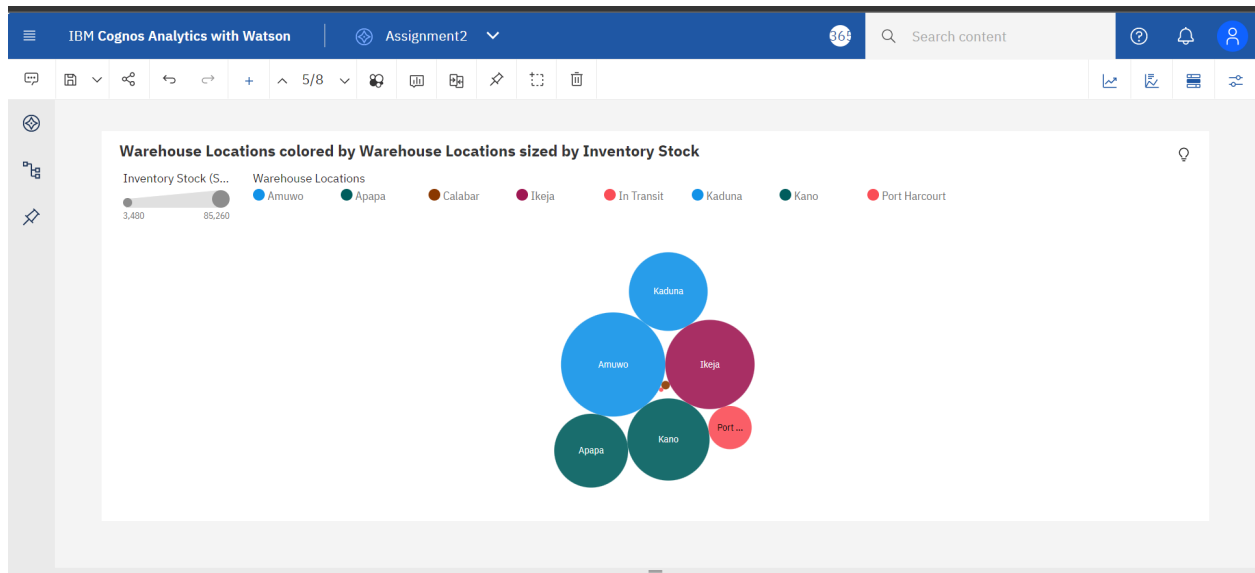 IBM Cognos Analytics with Watson Assignment2 365 Search content
5/8
Warehouse Locations colored by Warehouse Locations sized by Inventory Stock
Inventory Stock (S... Warehouse Locations
Amuwo Apapa Calabar Ikeja In Transit Kaduna Kano Port Harcourt
3,480 85,260
Kaduna
Amuwo Ikeja
Port ...
Kano
Apapa